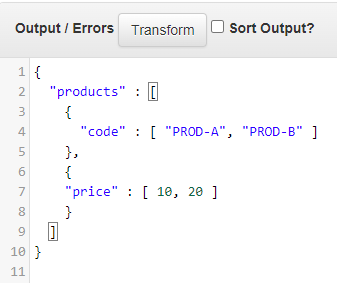 Output / Errors Transform Sort Output?
1 {
2   "products" : [
3     {
4       "code" : [ "PROD-A", "PROD-B" ]
5     },
6     {
7     "price" : [ 10, 20 ]
8     }
9   ]
10 }
11